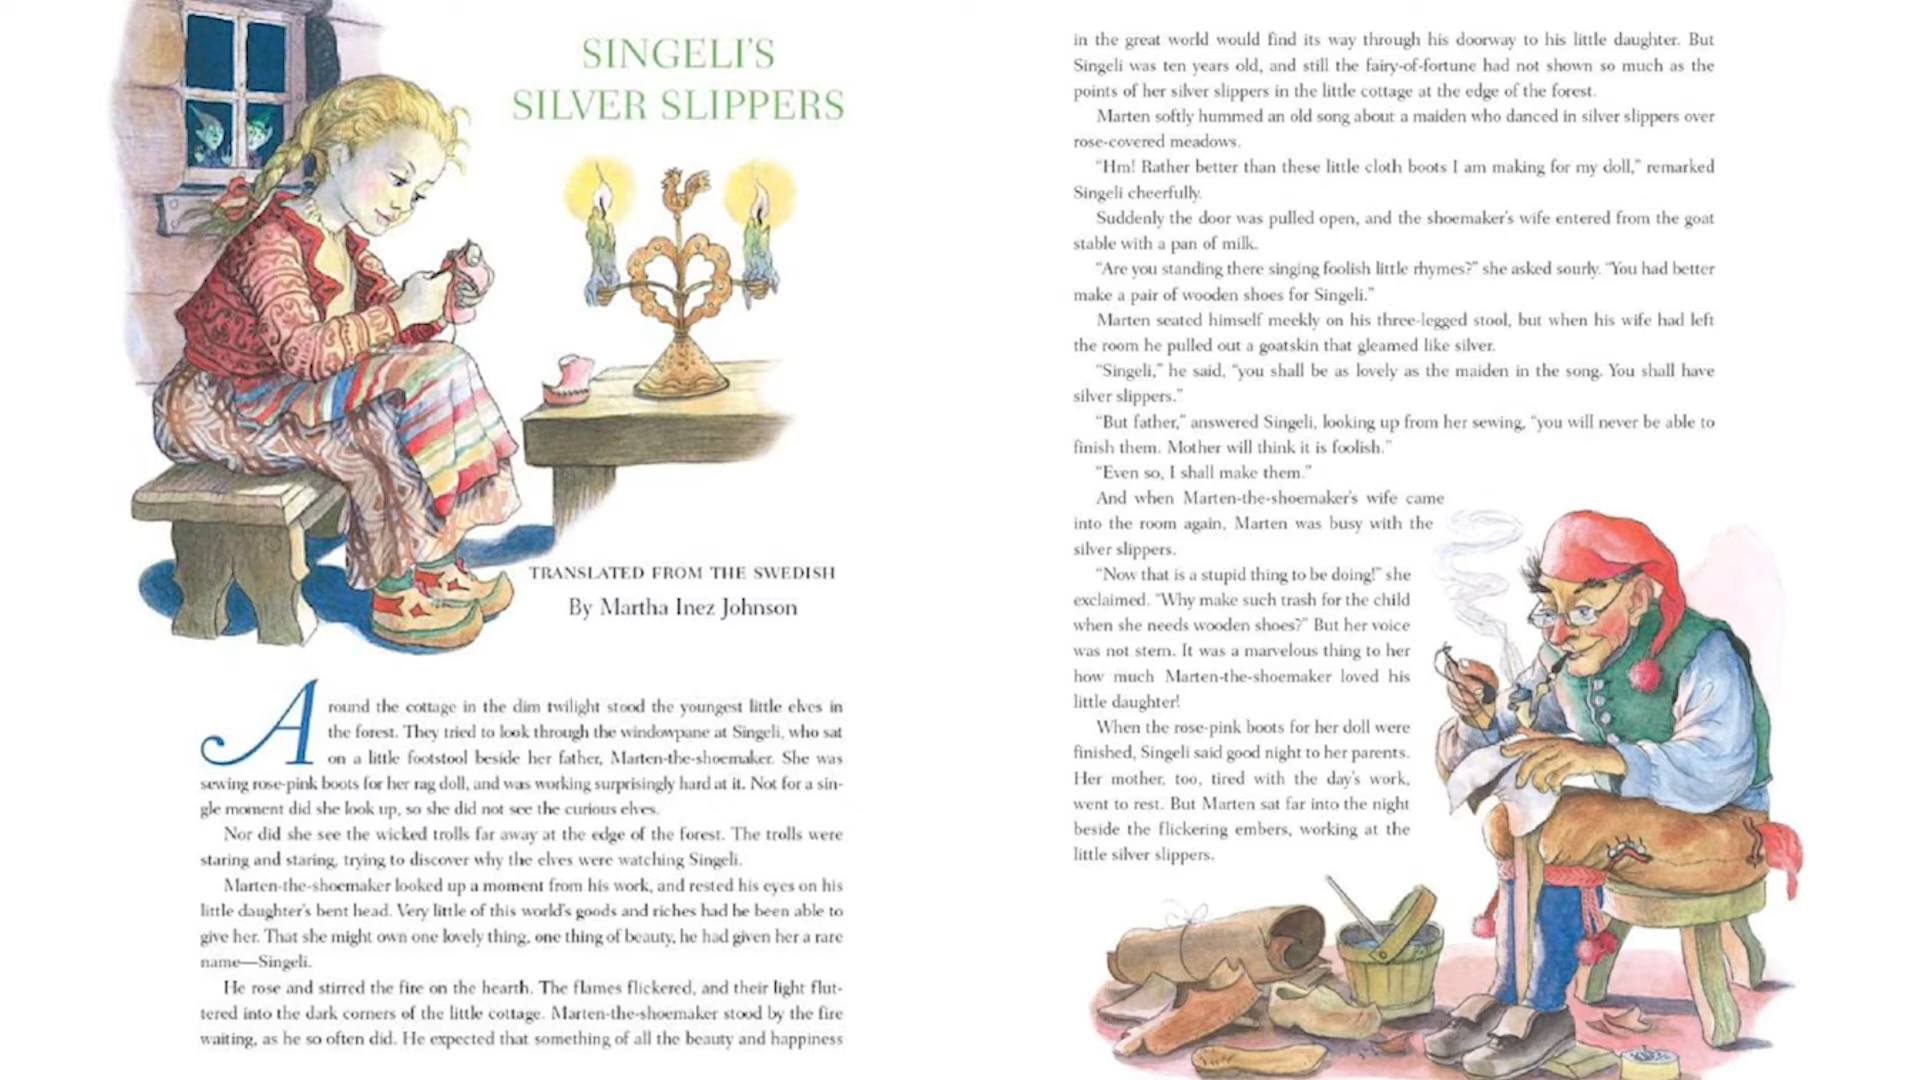 SINGELI'S
SILVER SLIPPERS
TRANSLATED FROM THE SWEDISH
By Martha Inez Johnson
Around the cottage in the dim twilight stood the youngest little elves in
the forest. They tried to look through the windowpane at Singeli, who sat
on a little footstool beside her father, Marten-the-shoemaker. She was
sewing rose-pink boots for her rag doll, and was working surprisingly hard at it. Not for a sin-
gle moment did she look up, so she did not see the curious elves.
Nor did she see the wicked trolls far away at the edge of the forest. The trolls were
staring and staring, trying to discover why the elves were watching Singeli.
Marten-the-shoemaker looked up a moment from his work, and rested his eyes on his
little daughter's bent head. Very little of this world's goods and riches had he been able to
give her. That she might own one lovely thing, one thing of beauty, he had given her a rare
name—Singeli.
He rose and stirred the fire on the hearth. The flames flickered, and their light flut-
tered into the dark corners of the little cottage. Marten-the-shoemaker stood by the fire
waiting, as he so often did. He expected that something of all the beauty and happiness
in the great world would find its way through his doorway to his little daughter. But
Singeli was ten years old, and still the fairy-of-fortune had not shown so much as the
points of her silver slippers in the little cottage at the edge of the forest.
Marten softly hummed an old song about a maiden who danced in silver slippers over
rose-covered meadows.
"Hm! Rather better than these little cloth boots I am making for my doll," remarked
Singeli cheerfully.
Suddenly the door was pulled open, and the shoemaker's wife entered from the goat
stable with a pan of milk.
"Are you standing there singing foolish little rhymes?" she asked sourly. "You had better
make a pair of wooden shoes for Singeli."
Marten seated himself meekly on his three-legged stool, but when his wife had left
the room he pulled out a goatskin that gleamed like silver.
"Singeli," he said, "you shall be as lovely as the maiden in the song. You shall have
silver slippers."
"But father," answered Singeli, looking up from her sewing, "you will never be able to
finish them. Mother will think it is foolish."
"Even so, I shall make them."
And when Marten-the-shoemaker's wife came
into the room again, Marten was busy with the
silver slippers.
"Now that is a stupid thing to be doing!" she
exclaimed. "Why make such trash for the child
when she needs wooden shoes?" But her voice
was not stern. It was a marvelous thing to her
how much Marten-the-shoemaker loved his
little daughter!
When the rose-pink boots for her doll were
finished, Singeli said good night to her parents.
Her mother, too, tired with the day's work,
went to rest. But Marten sat far into the night
beside the flickering embers, working at the
little silver slippers.